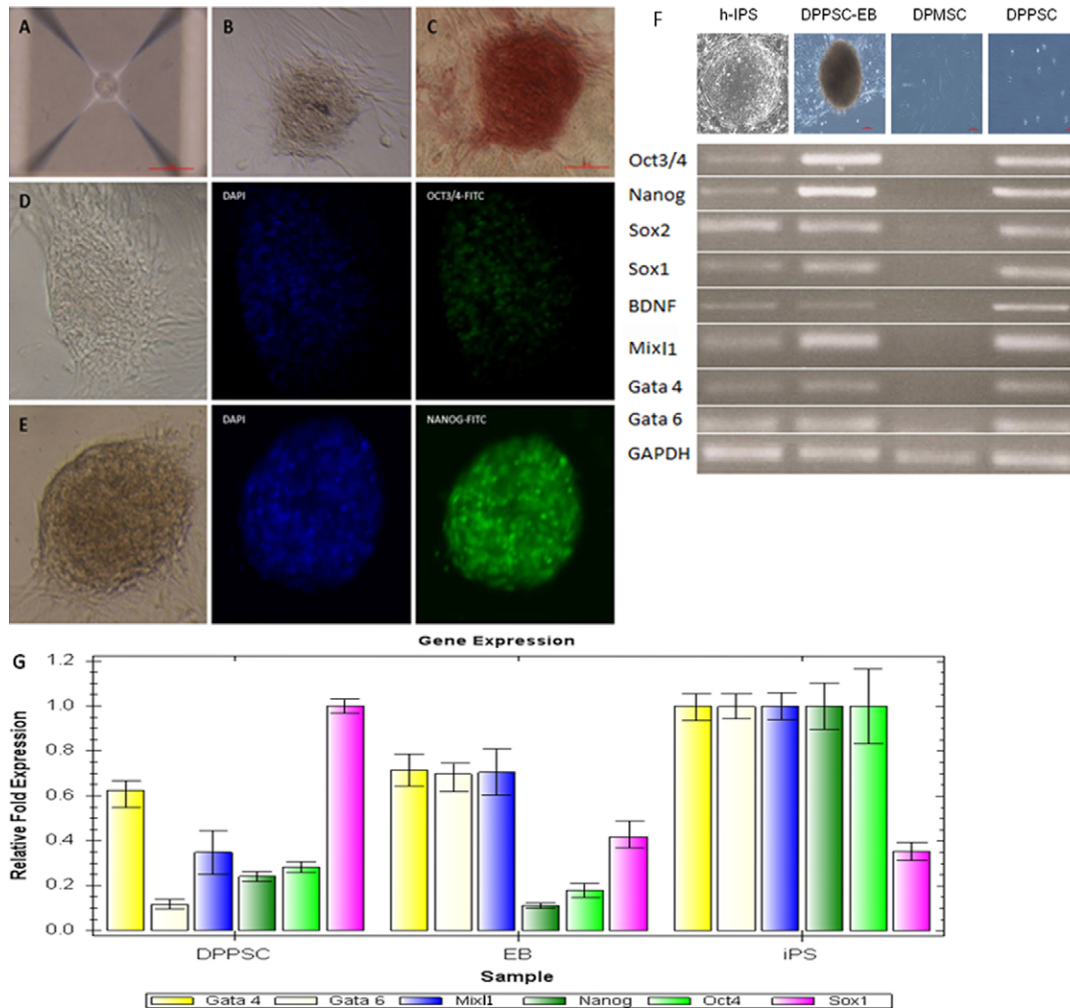 A
B
C
D
DAPI
OCT3/4-FITC
E
DAPI
NANOG-FITC
F
h-IPS DPPSC-EB DPMSC DPPSC
Oct3/4
Nanog
Sox2
Sox1
BDNF
Mixl1
Gata 4
Gata 6
GAPDH
Gene Expression
G
Relative Fold Expression
1.2
1.0
0.8
0.6
0.4
0.2
0.0
DPPSC EB iPS
Sample
Gata 4 Gata 6 Mixl1 Nanog Oct4 Sox1